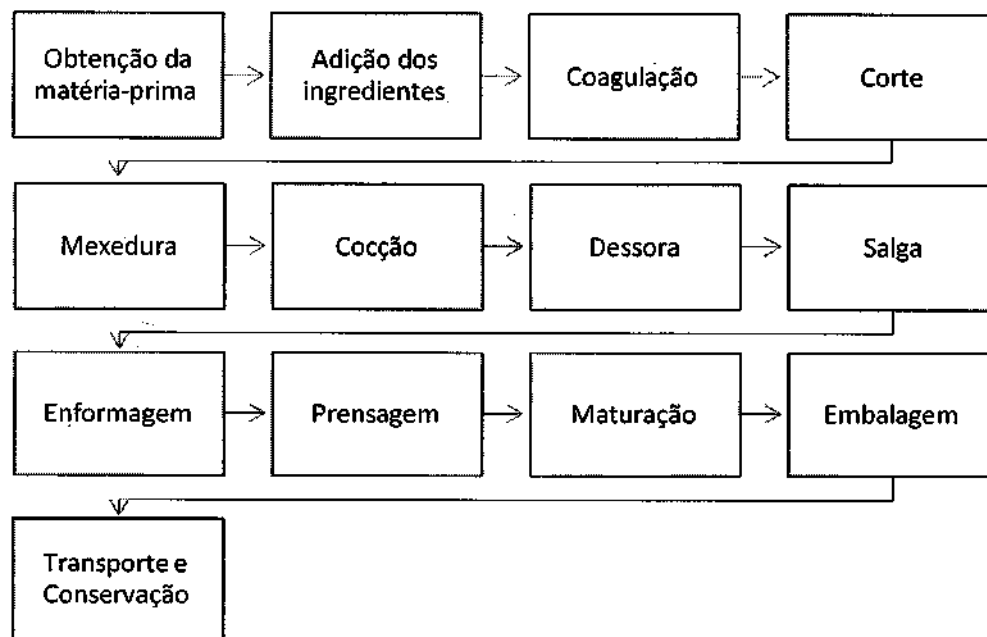 Obtenção da
matéria-prima
Adição dos
ingredientes
Coagulação
Corte
Mexedura
Cocção
Dessora
Salga
Enformagem
Prensagem
Maturação
Embalagem
Transporte e
Conservação